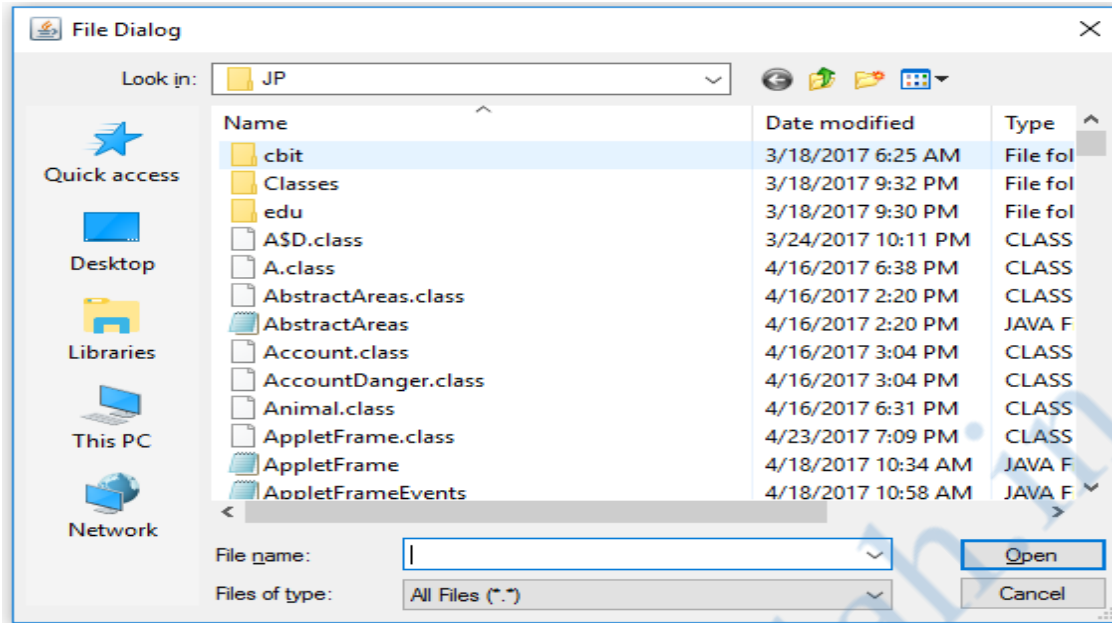 File Dialog
Look in: JP
Name Date modified Type
cbit 3/18/2017 6:25 AM File fol
Classes 3/18/2017 9:32 PM File fol
edu 3/18/2017 9:30 PM File fol
A$D.class 3/24/2017 10:11 PM CLASS
A.class 4/16/2017 6:38 PM CLASS
AbstractAreas.class 4/16/2017 2:20 PM CLASS
AbstractAreas 4/16/2017 2:20 PM JAVA F
Account.class 4/16/2017 3:04 PM CLASS
AccountDanger.class 4/16/2017 3:04 PM CLASS
Animal.class 4/16/2017 6:31 PM CLASS
AppletFrame.class 4/23/2017 7:09 PM CLASS
AppletFrame 4/18/2017 10:34 AM JAVA F
AppletFrameEvents 4/18/2017 10:58 AM JAVA F
Quick access
Desktop
Libraries
This PC
Network
File name: Open
Files of type: All Files (*.*) Cancel